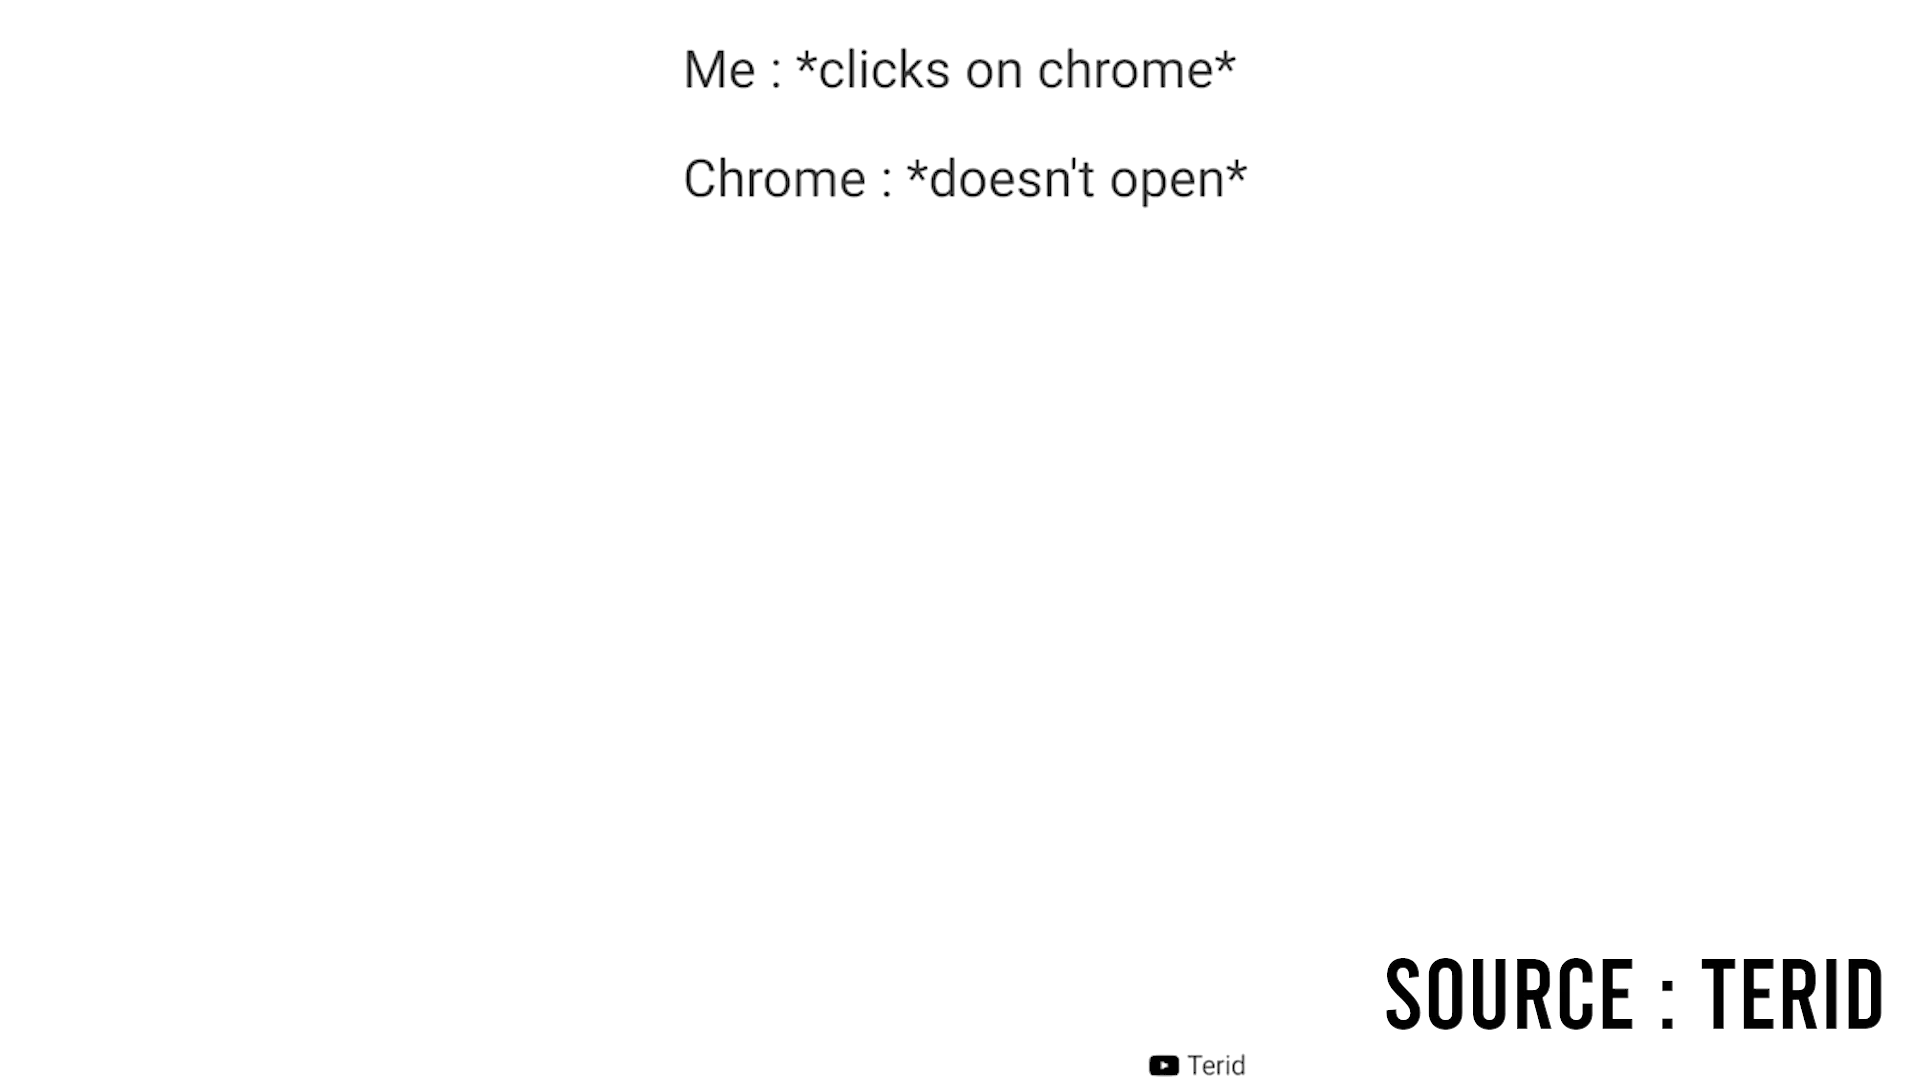 Me : *clicks on chrome*
Chrome : *doesn't open*
SOURCE : TERID
Terid